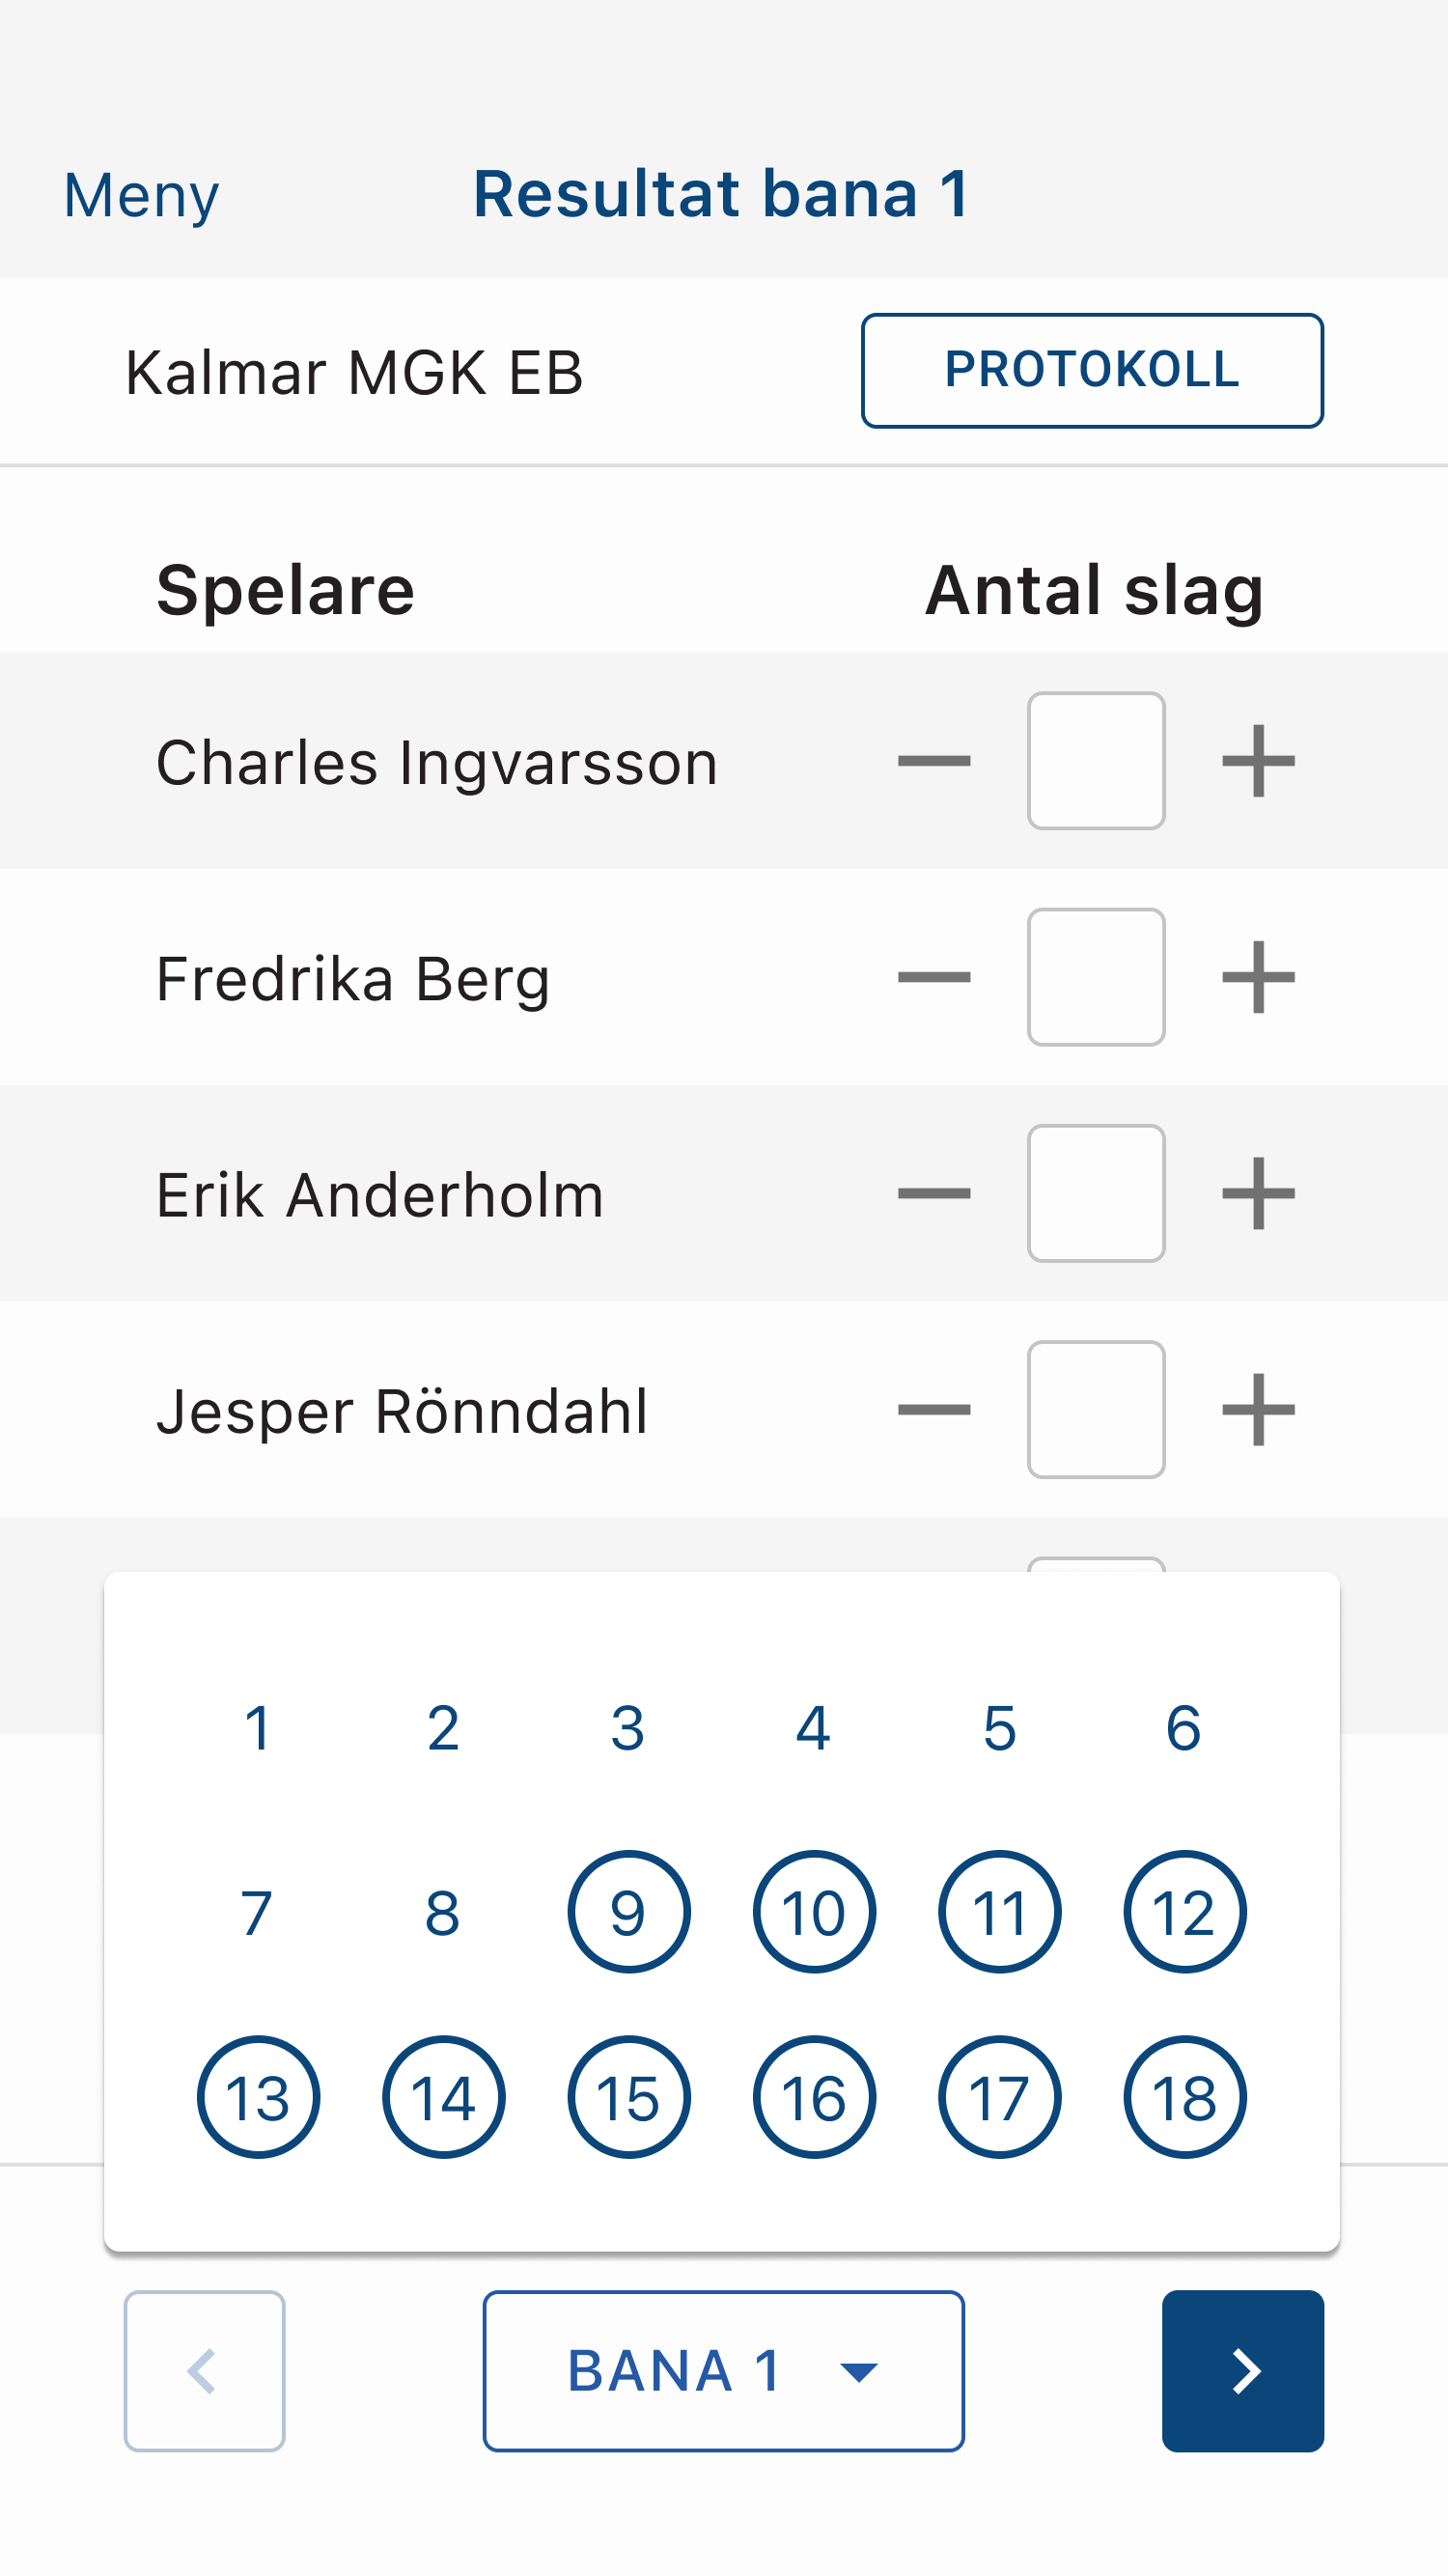 Meny Resultat bana 1
Kalmar MGK EB PROTOKOLL
Spelare Antal slag
Charles Ingvarsson
Fredrika Berg
Erik Anderholm
Jesper Rönndahl
1 2 3 4 5 6
7 8 9 10 11 12
13 14 15 16 17 18
BANA 1